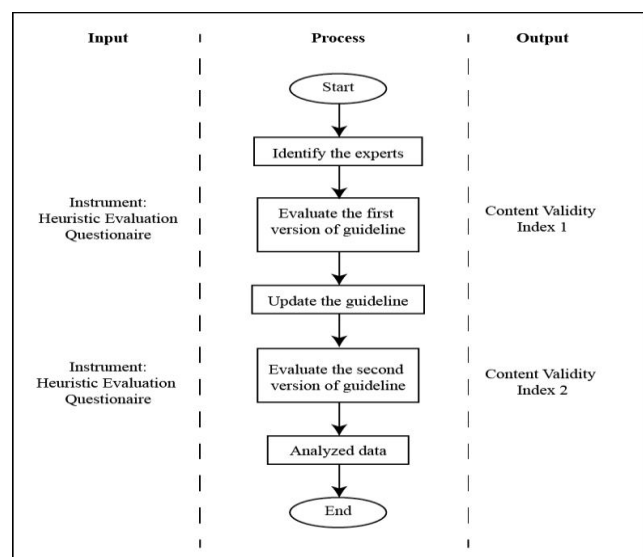 Input
Process
Output
Start
Identify the experts
Instrument:
Heuristic Evaluation
Questionaire
Evaluate the first
version of guideline
Content Validity
Index 1
Update the guideline
Instrument:
Heuristic Evaluation
Questionaire
Evaluate the second
version of guideline
Content Validity
Index 2
Analyzed data
End